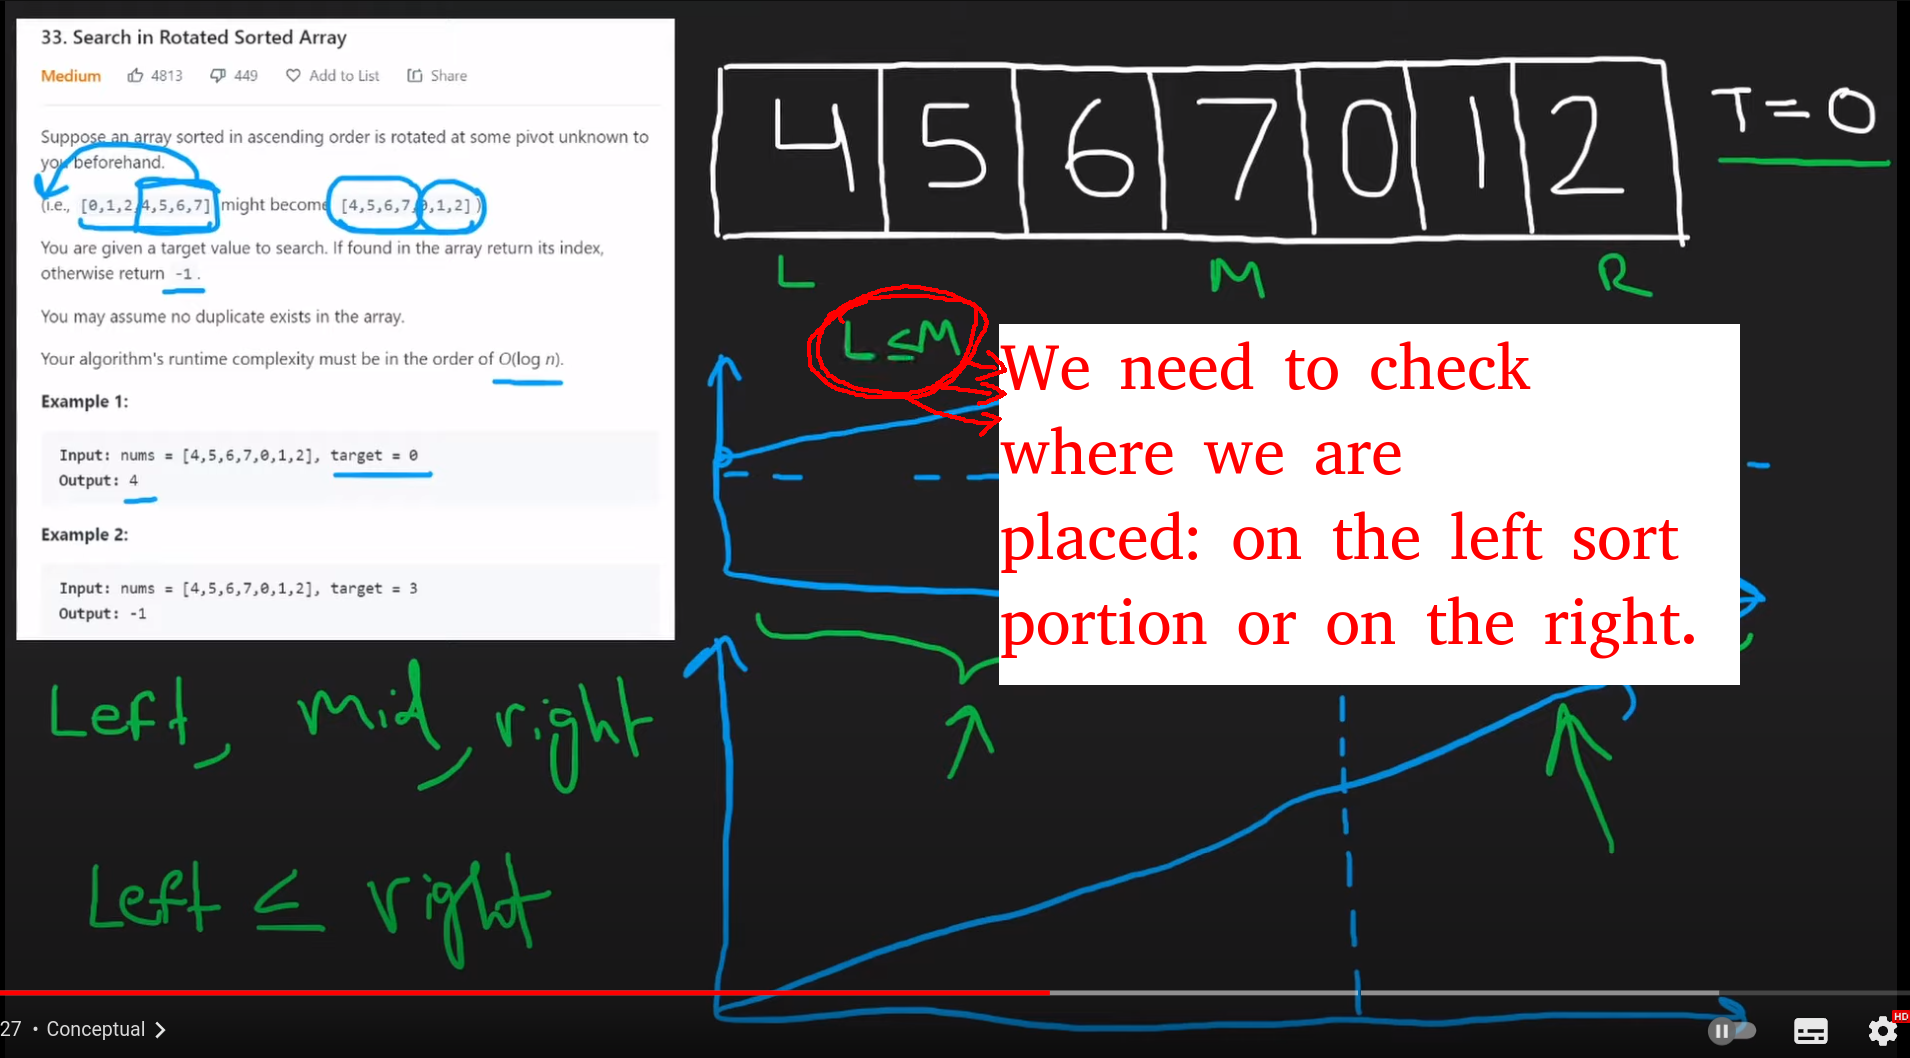 33. Search in Rotated Sorted Array
Medium 4813 449 Add to List Share
Suppose an array sorted in ascending order is rotated at some pivot unknown to
you beforehand.
(i.e., [0,1,2,4,5,6,7] might become [4,5,6,7,0,1,2])
You are given a target value to search. If found in the array return its index,
otherwise return -1.
You may assume no duplicate exists in the array.
Your algorithm's runtime complexity must be in the order of O(log n).
Example 1:
Input: nums = [4,5,6,7,0,1,2], target = 0
Output: 4
Example 2:
Input: nums = [4,5,6,7,0,1,2], target = 3
Output: -1
Left, mid, right
Left ≤ right
4 5 6 7 0 1 2 T = 0
L M R
L ≤ M
We need to check
where we are
placed: on the left sort
portion or on the right.
27 • Conceptual
HD